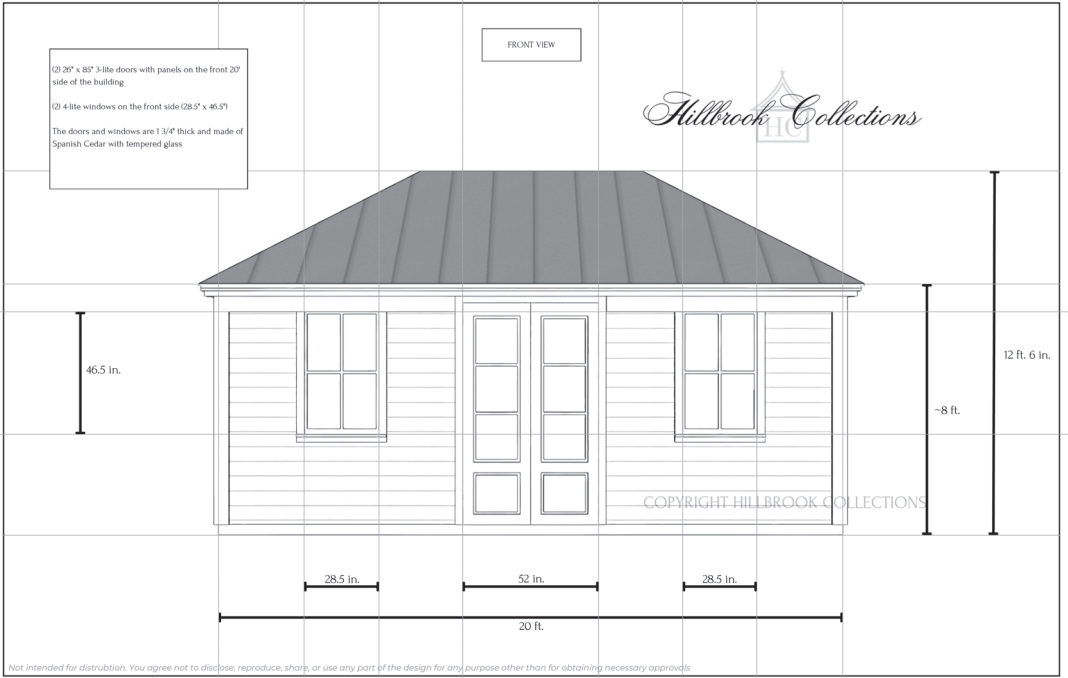 FRONT VIEW
(2) 26" x 85" 3-lite doors with panels on the front 20'
side of the building
(2) 4-lite windows on the front side (28.5" x 46.5")
The doors and windows are 1 3/4" thick and made of
Spanish Cedar with tempered glass
Hillbrook Collections
HC
12 ft. 6 in.
46.5 in.
~8 ft.
COPYRIGHT HILLBROOK COLLECTIONS
28.5 in.
52 in.
28.5 in.
20 ft.
Not intended for distrubtion. You agree not to disclose, reproduce, share, or use any part of the design for any purpose other than for obtaining necessary approvals